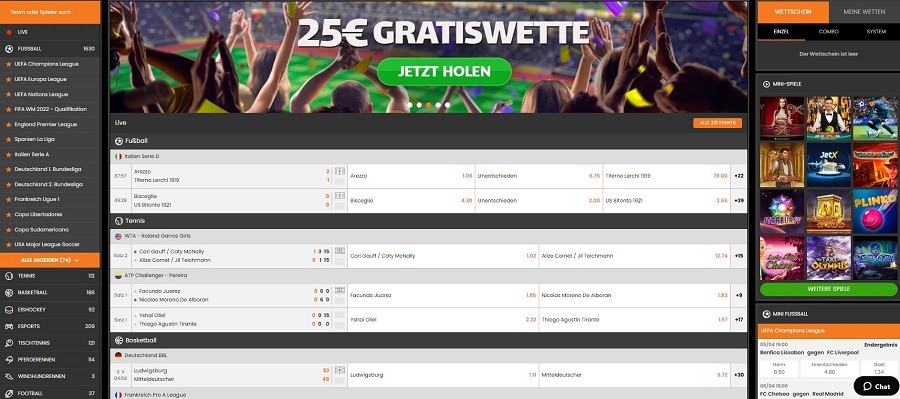 Team oder Spieler such
LIVE
FUSSBALL 1630
UEFA Champions League
UEFA Europa League
UEFA Nations League
FIFA WM 2022 - Qualifikation
England Premier League
Spanien La Liga
Italien Serie A
Deutschland 1. Bundesliga
Deutschland 2. Bundesliga
Frankreich Ligue 1
Copa Libertadores
Copa Sudamericana
USA Major League Soccer
ALLE ANZEIGEN (74)
TENNIS 112
BASKETBALL 186
EISHOCKEY 92
ESPORTS 209
TISCHTENNIS 121
PFERDERENNEN 114
WINDHUNDRENNEN 3
FOOTBALL 37
25€ GRATISWETTE
JETZT HOLEN
Live
ALLE 221 EVENTS
Fußball
Italien Serie D
87:57 Arezzo 2 Arezzo 1.08 Unentschieden 5.75 Tiferno Lerchi 1919 78.00 +22
Tiferno Lerchi 1919 1
49:28 Bisceglie 0 Bisceglie 4.30 Unentschieden 2.00 US Bitonto 1921 2.65 +39
US Bitonto 1921 0
Tennis
WTA - Roland Garros Girls
Satz 2 Cori Gauff / Caty McNally 1 3 15 Cori Gauff / Caty McNally 1.02 Alize Cornet / Jil Teichmann 12.74 +15
Alize Cornet / Jil Teichmann 0 1 15
ATP Challenger - Pereira
Satz 1 Facundo Juarez 0 6 0 Facundo Juarez 1.85 Nicolas Moreno De Alboran 1.83 +9
Nicolas Moreno De Alboran 0 6 0
Satz 1 Yshai Oliel 0 0 15 Yshai Oliel 2.22 Thiago Agustin Tirante 1.57 +17
Thiago Agustin Tirante 0 0 0
Basketball
Deutschland BBL
3. V Ludwigsburg 52 Ludwigsburg 1.11 Mitteldeutscher 6.72 +30
04:59 Mitteldeutscher 49
Frankreich Pro A League
WETTSCHEIN MEINE WETTEN
EINZEL COMBO SYSTEM
Der Wettschein ist leer
MINI-SPIELE
JETX
STARBURST
PLINKO
OLYMPUS
WEITERE SPIELE
MINI FUSSBALL
UEFA Champions League
05/04 19:00 Endergebnis
Benfica Lissabon gegen FC Liverpool
Heim Unentschieden Gast
8.50 4.80 1.34
06/04 19:00
FC Chelsea gegen Real Madrid
Chat